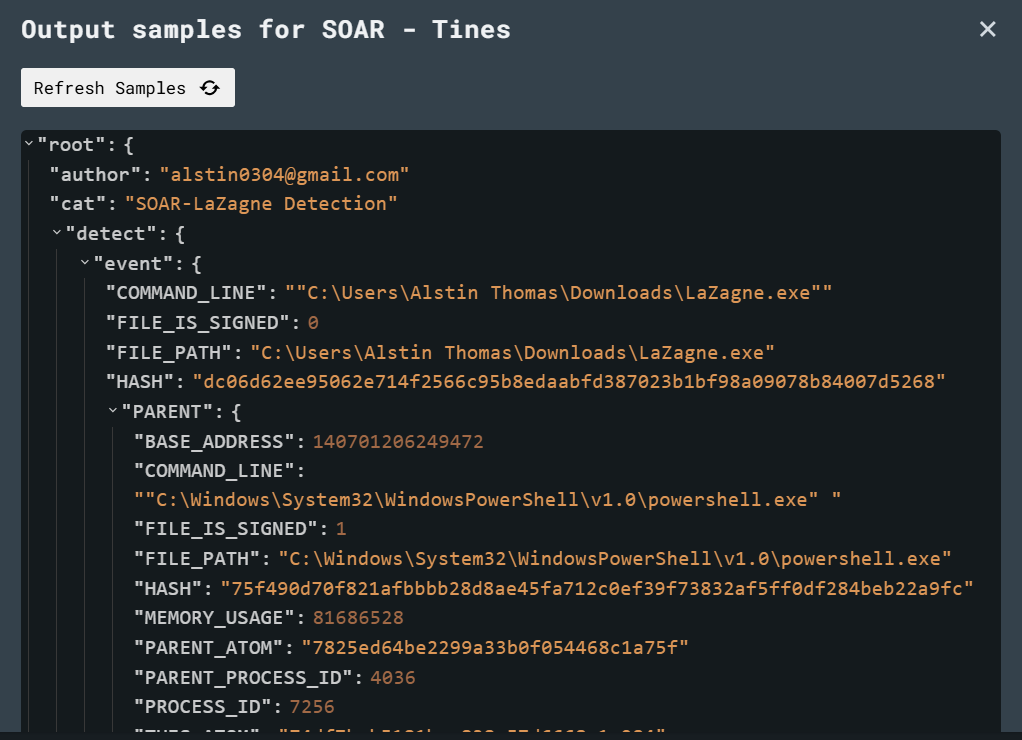 Output samples for SOAR - Tines
Refresh Samples
"root": {
"author": "alstin0304@gmail.com"
"cat": "SOAR-LaZagne Detection"
"detect": {
"event": {
"COMMAND_LINE": ""C:\Users\Alstin Thomas\Downloads\LaZagne.exe""
"FILE_IS_SIGNED": 0
"FILE_PATH": "C:\Users\Alstin Thomas\Downloads\LaZagne.exe"
"HASH": "dc06d62ee95062e714f2566c95b8edaabfd387023b1bf98a09078b84007d5268"
"PARENT": {
"BASE_ADDRESS": 140701206249472
"COMMAND_LINE":
""C:\Windows\System32\WindowsPowerShell\v1.0\powershell.exe" "
"FILE_IS_SIGNED": 1
"FILE_PATH": "C:\Windows\System32\WindowsPowerShell\v1.0\powershell.exe"
"HASH": "75f490d70f821afbbbb28d8ae45fa712c0ef39f73832af5ff0df284beb22a9fc"
"MEMORY_USAGE": 81686528
"PARENT_ATOM": "7825ed64be2299a33b0f054468c1a75f"
"PARENT_PROCESS_ID": 4036
"PROCESS_ID": 7256